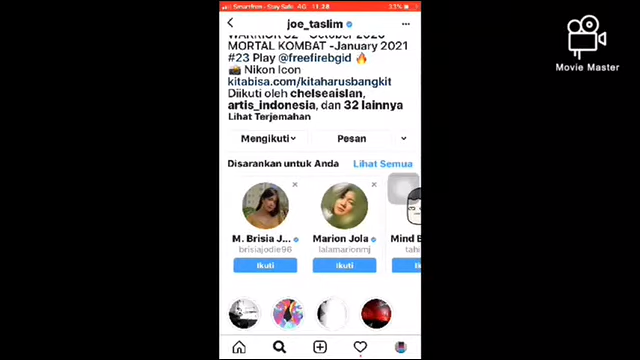 Smartfren - Stay Safe 4G 11.28 33%
joe_taslim
MORTAL KOMBAT -January 2021
#23 Play @freefirebgid 🔥
📸 Nikon Icon
kitabisa.com/kitaharusbangkit
Diikuti oleh chelseaislan,
artis_indonesia, dan 32 lainnya
Lihat Terjemahan
Mengikuti Pesan
Disarankan untuk Anda Lihat Semua
M. Brisia J... Marion Jola Mind B
brisiajodie96 lalamarionmj tah
Ikuti Ikuti
Movie Master